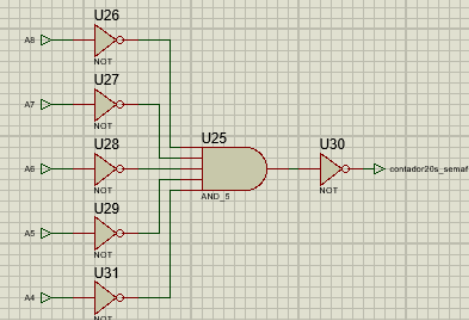 U26
A8
NOT
U27
A7
NOT
U28
U25
A6
NOT
AND_5
U30
NOT
contador20s_semaf
U29
A5
NOT
U31
A4
NOT